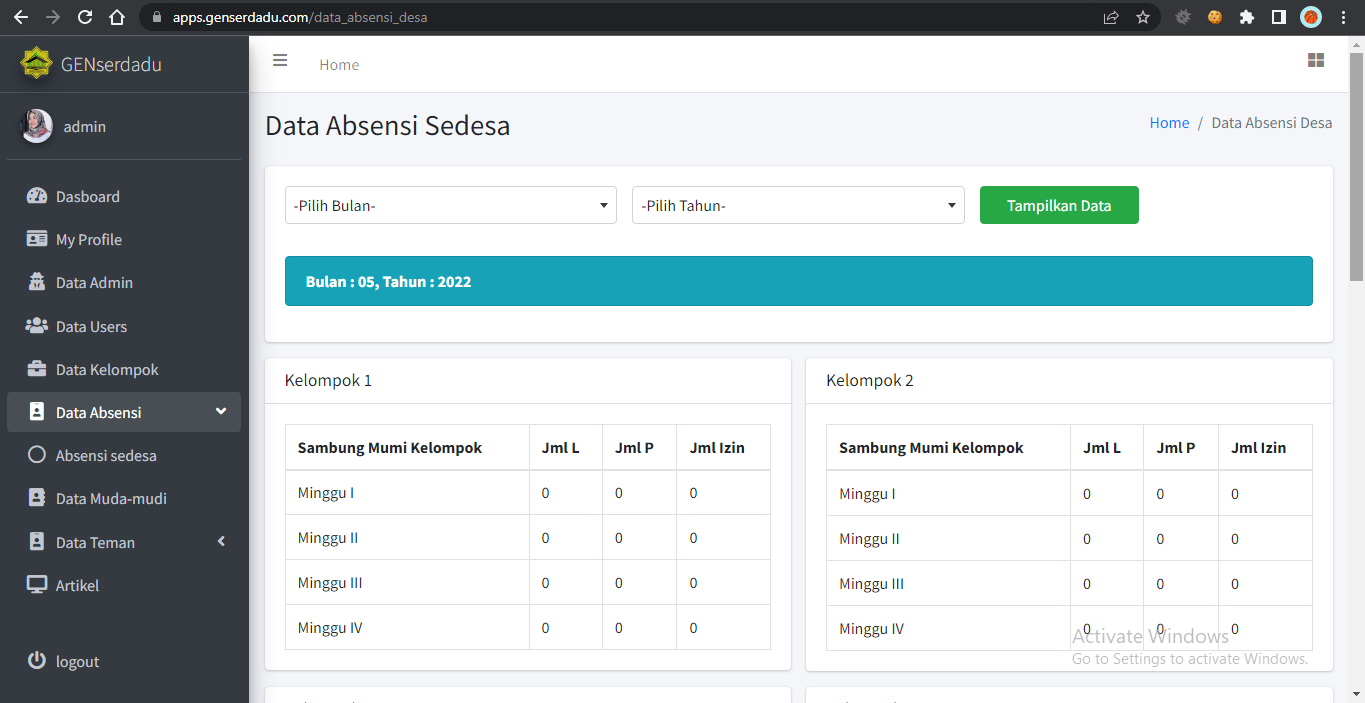 apps.genserdadu.com/data_absensi_desa
GENserdadu
Home
admin
Data Absensi Sedesa
Home / Data Absensi Desa
Dasboard
My Profile
Data Admin
Data Users
Data Kelompok
Data Absensi
Absensi sedesa
Data Muda-mudi
Data Teman
Artikel
logout
-Pilih Bulan- -Pilih Tahun- Tampilkan Data
Bulan : 05, Tahun : 2022
Kelompok 1
Sambung Mumi Kelompok Jml L Jml P Jml Izin
Minggu I 0 0 0
Minggu II 0 0 0
Minggu III 0 0 0
Minggu IV 0 0 0
Kelompok 2
Sambung Mumi Kelompok Jml L Jml P Jml Izin
Minggu I 0 0 0
Minggu II 0 0 0
Minggu III 0 0 0
Minggu IV 0 0 0
Activate Windows
Go to Settings to activate Windows.